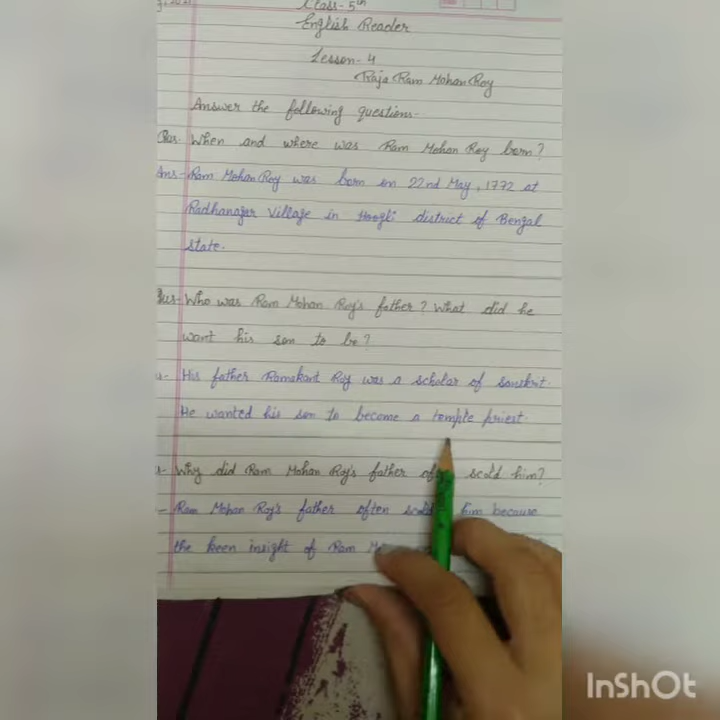 Class-5th
English Reader
Lesson-4
Raja Ram Mohan Roy
Answer the following questions-
Ques. When and where was Ram Mohan Roy born?
Ans-Ram Mohan Roy was born on 22nd May, 1772 at
Radhanagar Village in Hoogli district of Bengal
state.
Ques-Who was Ram Mohan Roy's father? What did he
want his son to be?
His father Ramakant Roy was a scholar of sanskrit.
He wanted his son to become a temple priest.
Why did Ram Mohan Roy's father scold him?
Ram Mohan Roy's father often him because
the keen insight of Ram
InShOt